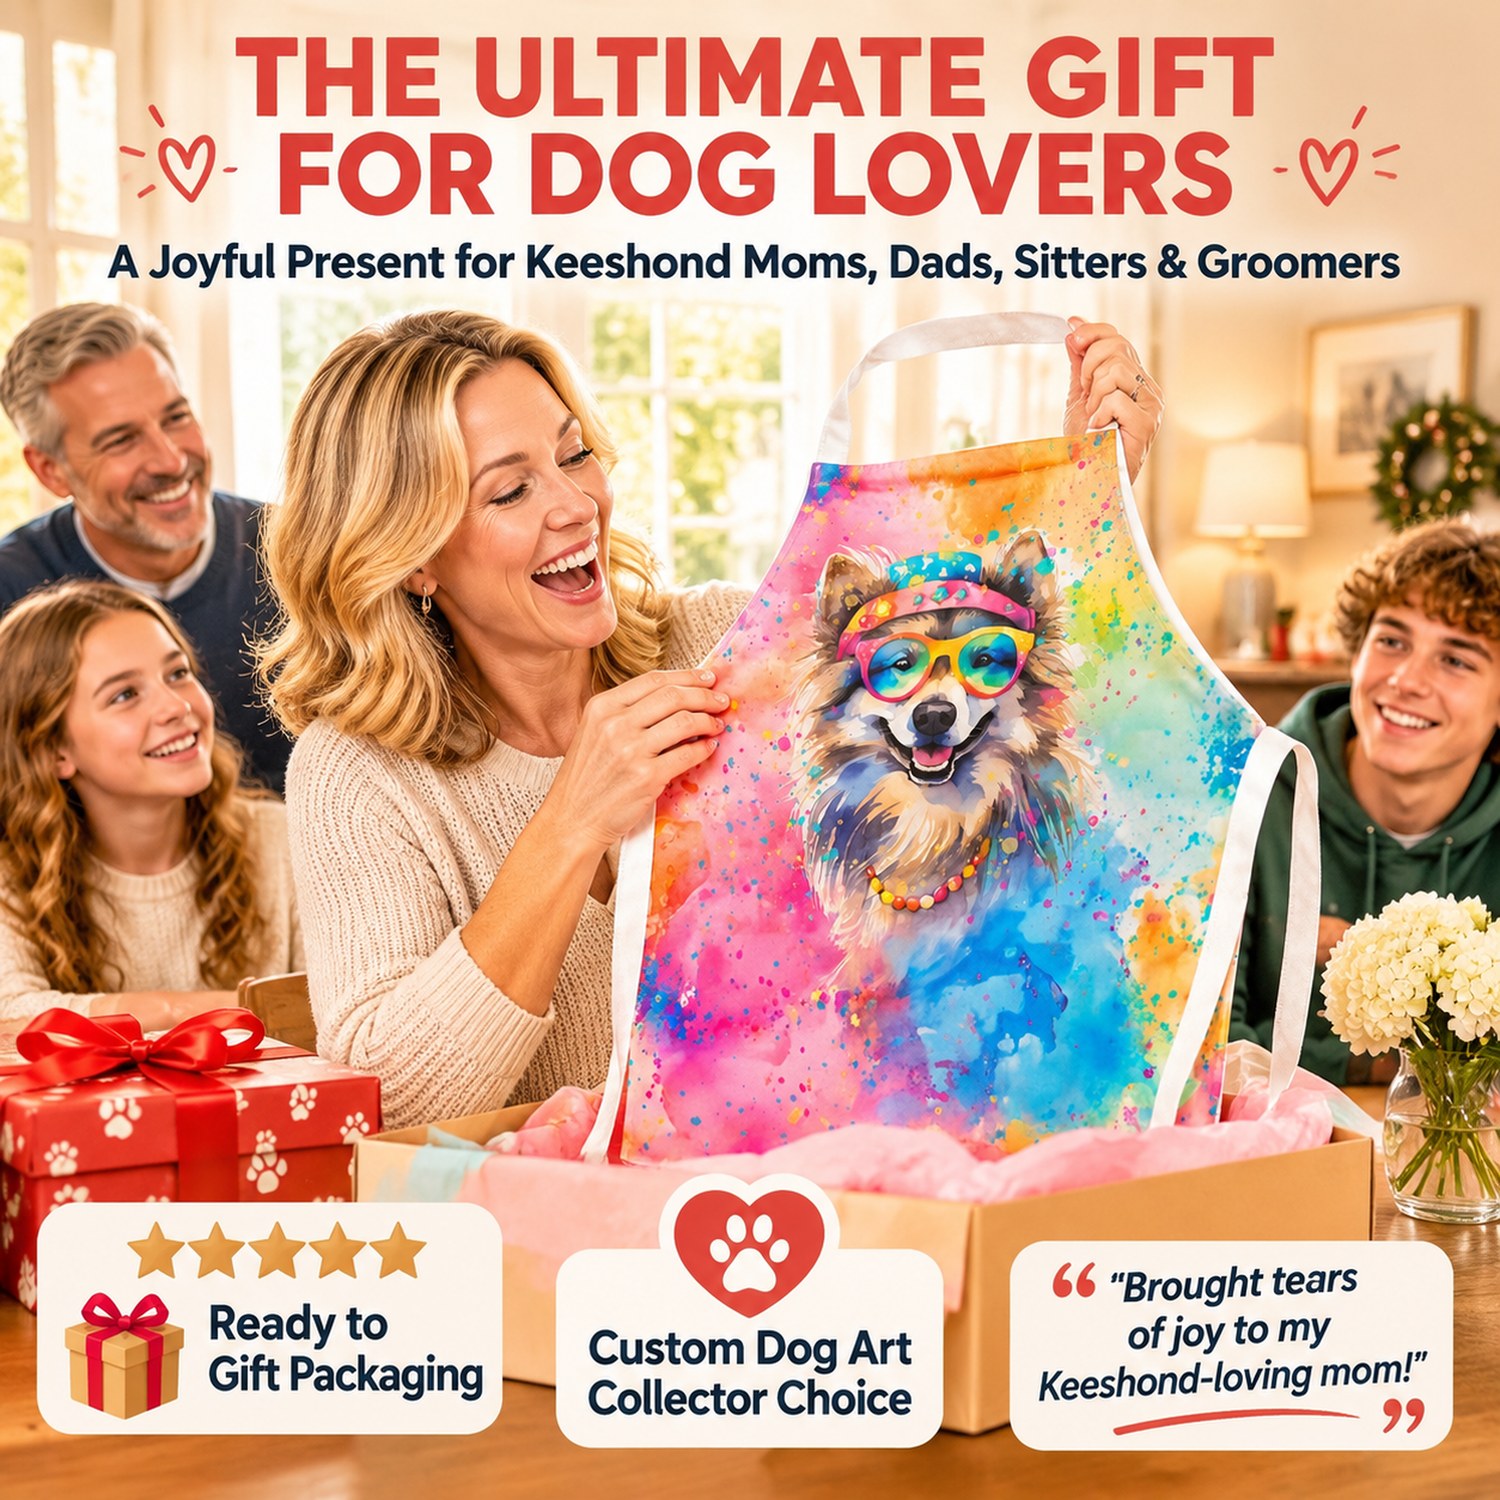 THE ULTIMATE GIFT
FOR DOG LOVERS
A Joyful Present for Keeshond Moms, Dads, Sitters & Groomers
Ready to
Gift Packaging
Custom Dog Art
Collector Choice
“"Brought tears
of joy to my
Keeshond-loving mom!"
”